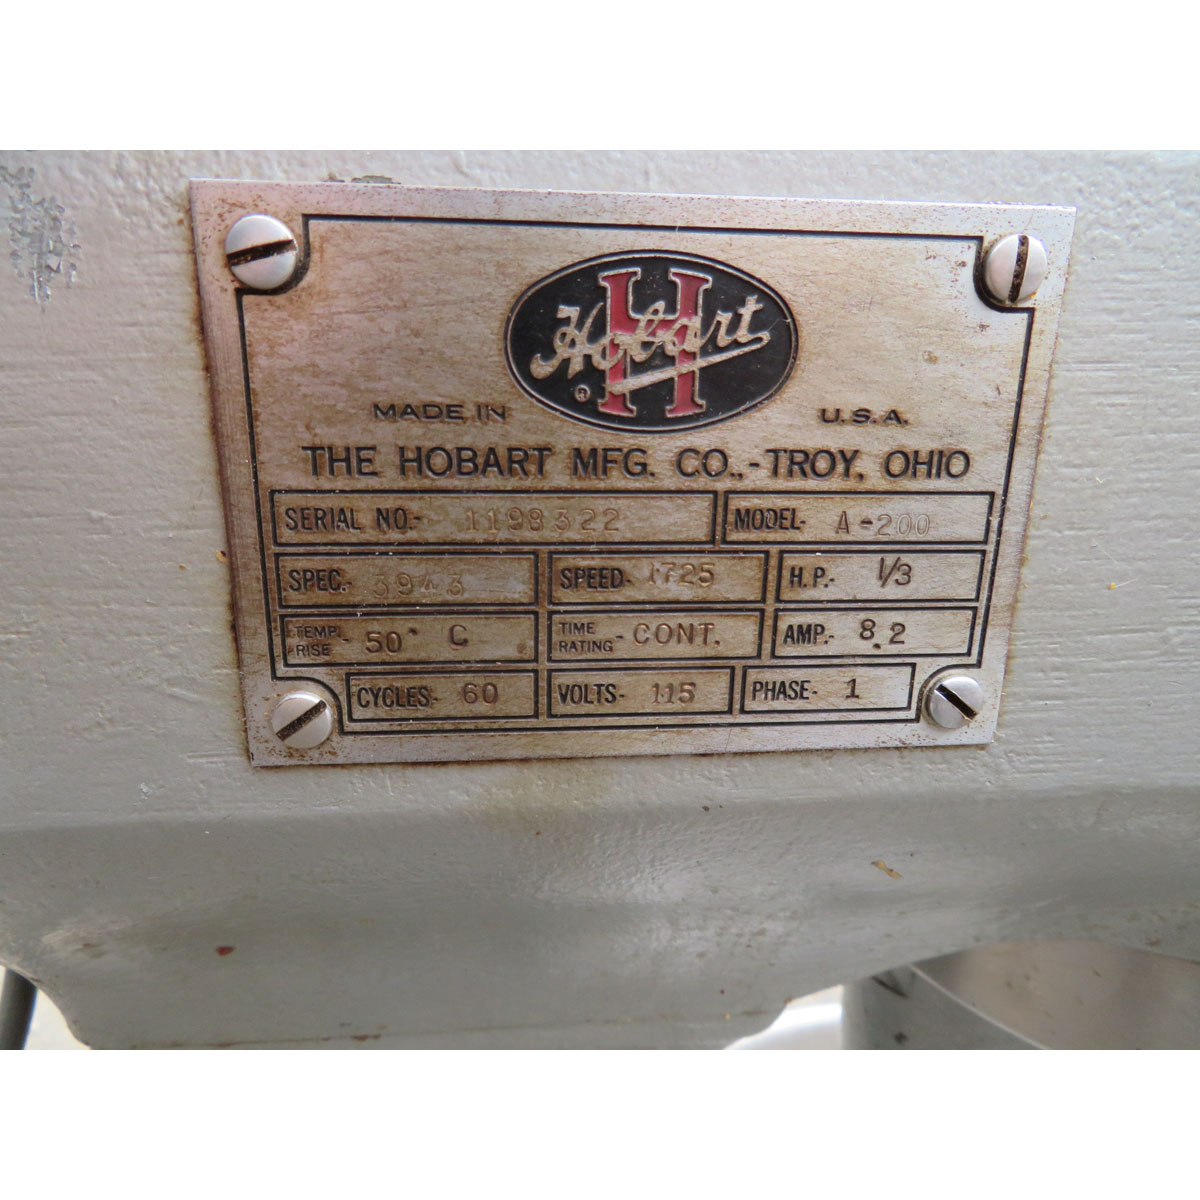 Hobart
H
®
MADE IN U.S.A.
THE HOBART MFG. CO.,-TROY, OHIO
SERIAL NO.- 1198322 MODEL- A-200
SPEC.- 3943 SPEED- 1725 H.P.- 1/3
TEMP. RISE - 50° C TIME RATING - CONT. AMP.- 8.2
CYCLES- 60 VOLTS- 115 PHASE- 1